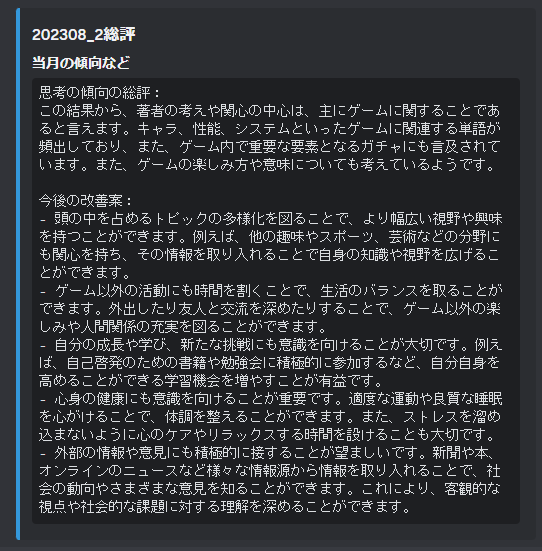 202308_2総評
当月の傾向など
思考の傾向の総評：
この結果から、著者の考えや関心の中心は、主にゲームに関することであ
ると言えます。キャラ、性能、システムといったゲームに関連する単語が
頻出しており、また、ゲーム内で重要な要素となるガチャにも言及されて
います。また、ゲームの楽しみ方や意味についても考えているようです。
今後の改善案：
- 頭の中を占めるトピックの多様化を図ることで、より幅広い視野や興味
を持つことができます。例えば、他の趣味やスポーツ、芸術などの分野に
も関心を持ち、その情報を取り入れることで自身の知識や視野を広げるこ
とができます。
- ゲーム以外の活動にも時間を割くことで、生活のバランスを取ることが
できます。外出したり友人と交流を深めたりすることで、ゲーム以外の楽
しみや人間関係の充実を図ることができます。
- 自分の成長や学び、新たな挑戦にも意識を向けることが大切です。例え
ば、自己啓発のための書籍や勉強会に積極的に参加するなど、自分自身を
高めることができる学習機会を増やすことが有益です。
- 心身の健康にも意識を向けることが重要です。適度な運動や良質な睡眠
を心がけることで、体調を整えることができます。また、ストレスを溜め
込まないように心のケアやリラックスする時間を設けることも大切です。
- 外部の情報や意見にも積極的に接することが望ましいです。新聞や本、
オンラインのニュースなど様々な情報源から情報を取り入れることで、社
会の動向やさまざまな意見を知ることができます。これにより、客観的な
視点や社会的な課題に対する理解を深めることができます。